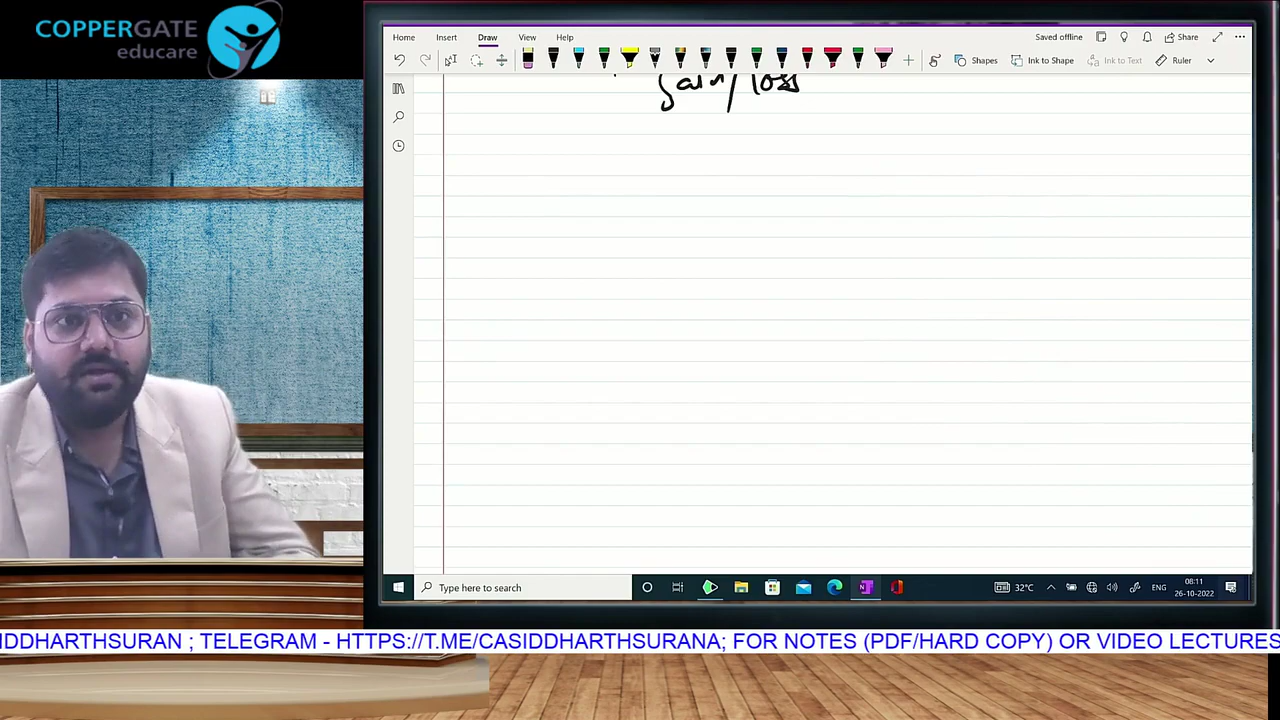 COPPERGATE
educare
Home Insert Draw View Help
Saved offline
Share
Shapes
Ink to Shape
Ink to Text
Ruler
gain/loss
Type here to search
32°C
ENG
08:11
26-10-2022
IDDHARTHSURAN ; TELEGRAM - HTTPS://T.ME/CASIDDHARTHSURANA; FOR NOTES (PDF/HARD COPY) OR VIDEO LECTURES